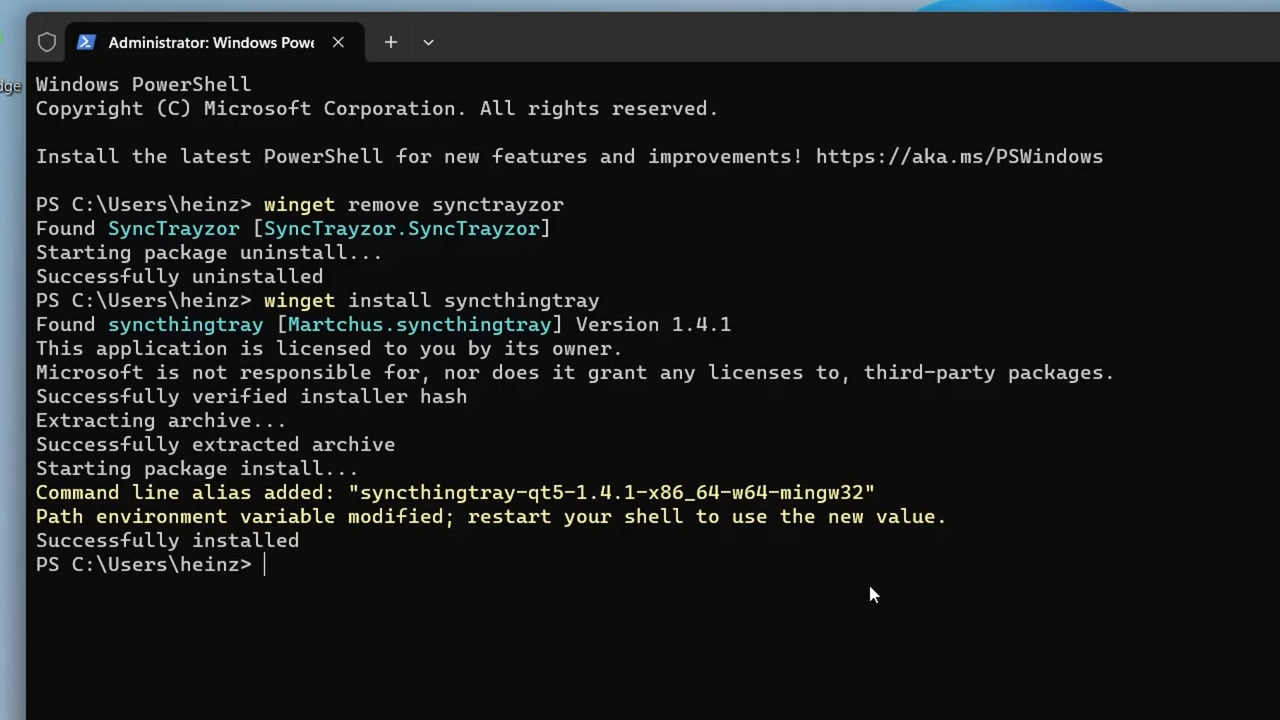 dge
Administrator: Windows Powe
Windows PowerShell
Copyright (C) Microsoft Corporation. All rights reserved.
Install the latest PowerShell for new features and improvements! https://aka.ms/PSWindows
PS C:\Users\heinz> winget remove synctrayzor
Found SyncTrayzor [SyncTrayzor.SyncTrayzor]
Starting package uninstall...
Successfully uninstalled
PS C:\Users\heinz> winget install syncthingtray
Found syncthingtray [Martchus.syncthingtray] Version 1.4.1
This application is licensed to you by its owner.
Microsoft is not responsible for, nor does it grant any licenses to, third-party packages.
Successfully verified installer hash
Extracting archive...
Successfully extracted archive
Starting package install...
Command line alias added: "syncthingtray-qt5-1.4.1-x86_64-w64-mingw32"
Path environment variable modified; restart your shell to use the new value.
Successfully installed
PS C:\Users\heinz>